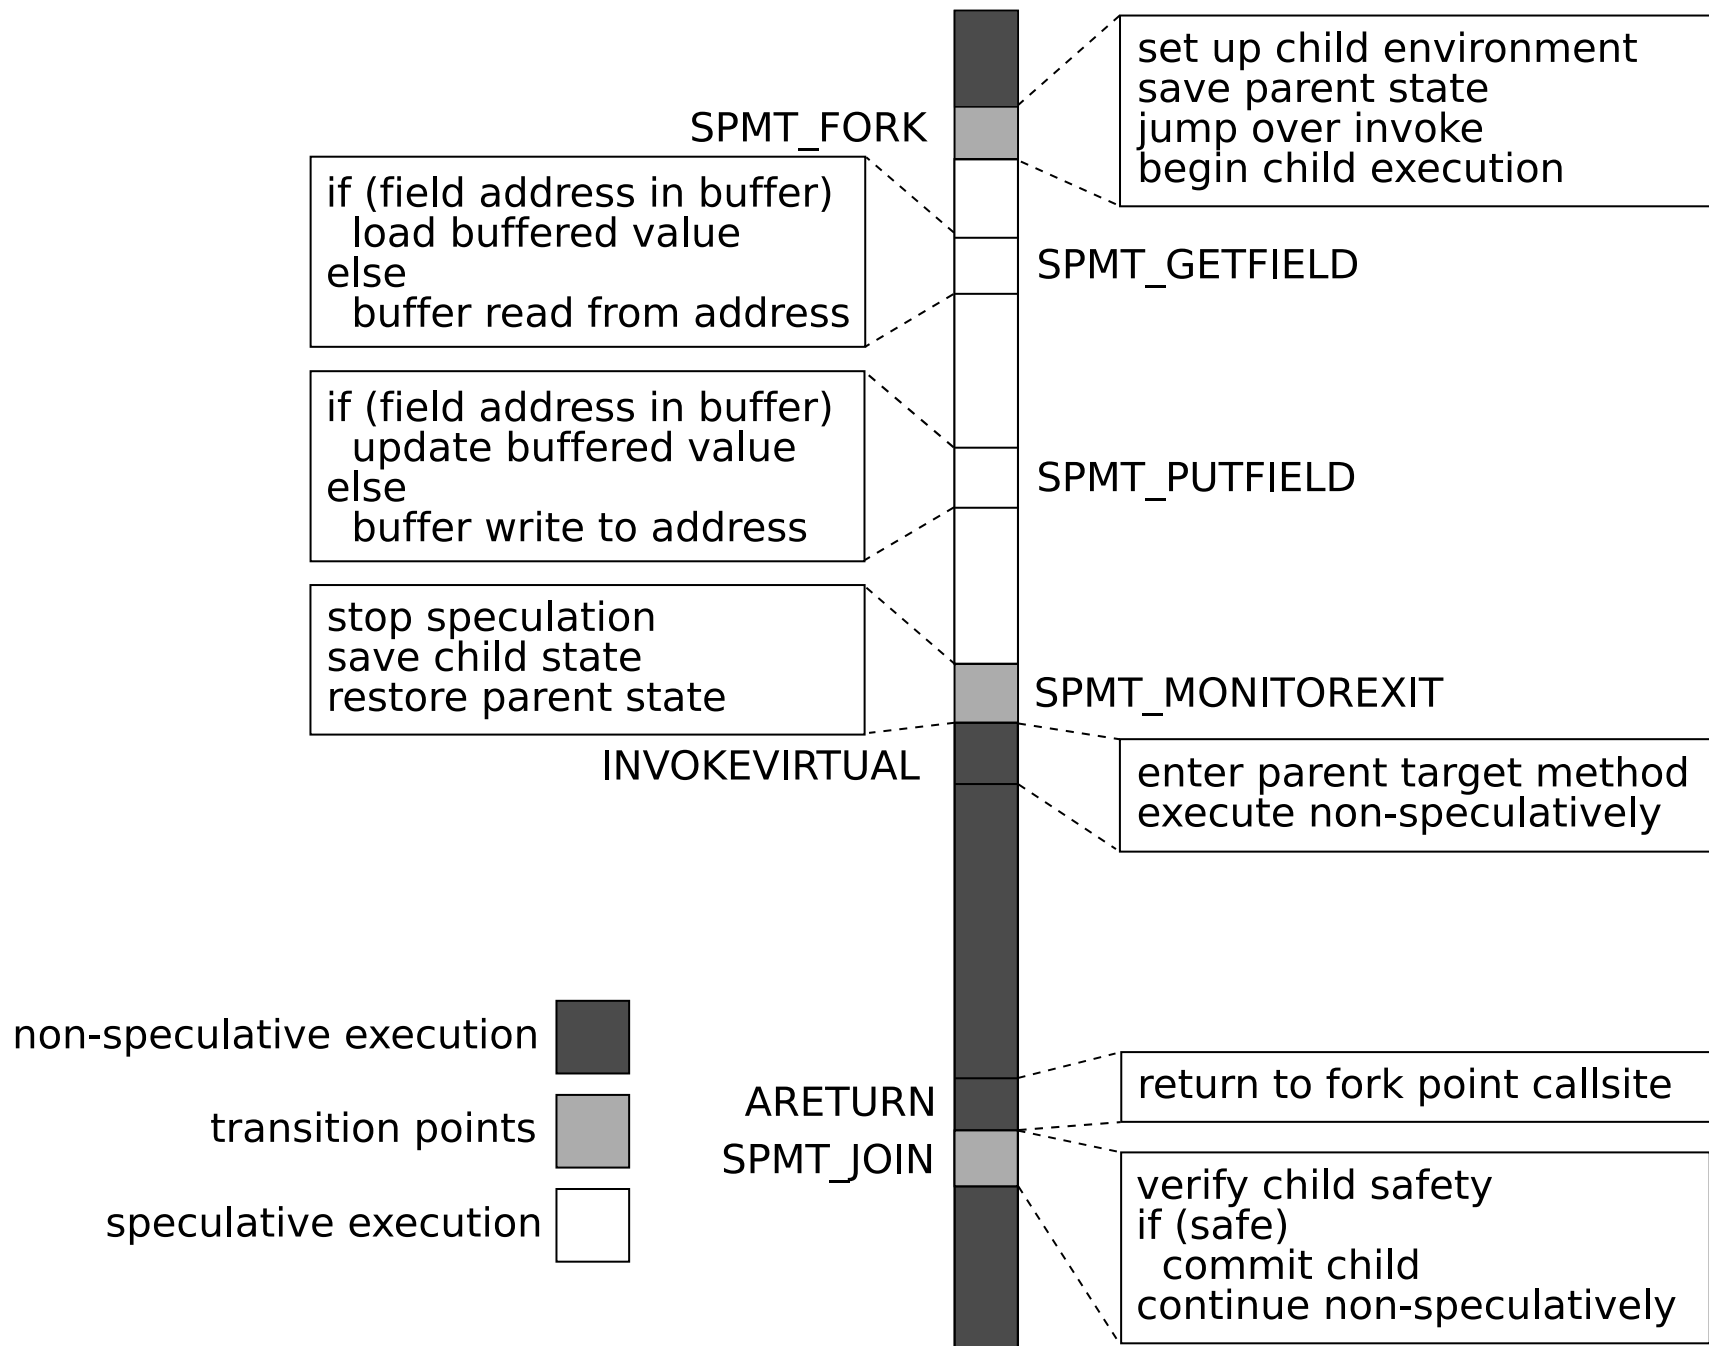 set up child environment
save parent state
jump over invoke
begin child execution
SPMT_FORK
if (field address in buffer)
load buffered value
else
buffer read from address
SPMT_GETFIELD
if (field address in buffer)
update buffered value
else
buffer write to address
SPMT_PUTFIELD
stop speculation
save child state
restore parent state
SPMT_MONITOREXIT
INVOKEVIRTUAL
enter parent target method
execute non-speculatively
non-speculative execution
transition points
speculative execution
ARETURN
return to fork point callsite
SPMT_JOIN
verify child safety
if (safe)
commit child
continue non-speculatively